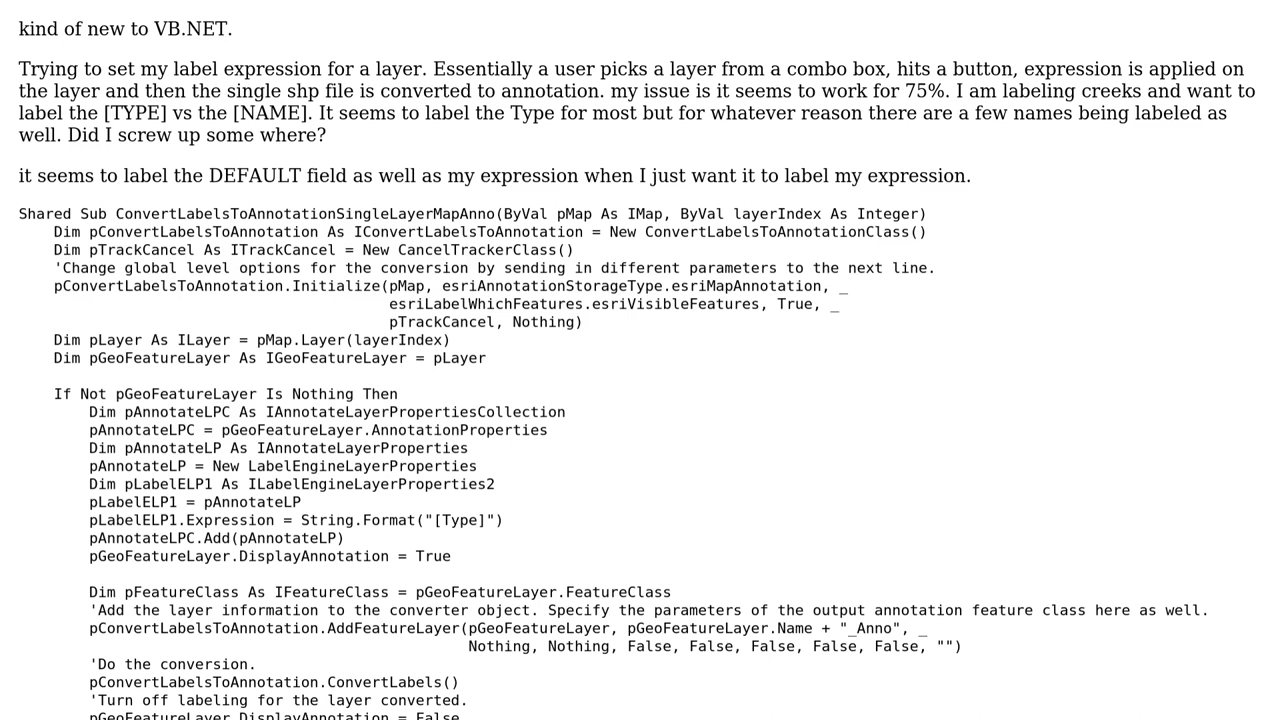 kind of new to VB.NET.
Trying to set my label expression for a layer. Essentially a user picks a layer from a combo box, hits a button, expression is applied on
the layer and then the single shp file is converted to annotation. my issue is it seems to work for 75%. I am labeling creeks and want to
label the [TYPE] vs the [NAME]. It seems to label the Type for most but for whatever reason there are a few names being labeled as
well. Did I screw up some where?
it seems to label the DEFAULT field as well as my expression when I just want it to label my expression.
Shared Sub ConvertLabelsToAnnotationSingleLayerMapAnno(ByVal pMap As IMap, ByVal layerIndex As Integer)
    Dim pConvertLabelsToAnnotation As IConvertLabelsToAnnotation = New ConvertLabelsToAnnotationClass()
    Dim pTrackCancel As ITrackCancel = New CancelTrackerClass()
    'Change global level options for the conversion by sending in different parameters to the next line.
    pConvertLabelsToAnnotation.Initialize(pMap, esriAnnotationStorageType.esriMapAnnotation, _
                                          esriLabelWhichFeatures.esriVisibleFeatures, True, _
                                          pTrackCancel, Nothing)
    Dim pLayer As ILayer = pMap.Layer(layerIndex)
    Dim pGeoFeatureLayer As IGeoFeatureLayer = pLayer
    If Not pGeoFeatureLayer Is Nothing Then
        Dim pAnnotateLPC As IAnnotateLayerPropertiesCollection
        pAnnotateLPC = pGeoFeatureLayer.AnnotationProperties
        Dim pAnnotateLP As IAnnotateLayerProperties
        pAnnotateLP = New LabelEngineLayerProperties
        Dim pLabelELP1 As ILabelEngineLayerProperties2
        pLabelELP1 = pAnnotateLP
        pLabelELP1.Expression = String.Format("[Type]")
        pAnnotateLPC.Add(pAnnotateLP)
        pGeoFeatureLayer.DisplayAnnotation = True
        Dim pFeatureClass As IFeatureClass = pGeoFeatureLayer.FeatureClass
        'Add the layer information to the converter object. Specify the parameters of the output annotation feature class here as well.
        pConvertLabelsToAnnotation.AddFeatureLayer(pGeoFeatureLayer, pGeoFeatureLayer.Name + "_Anno", _
                                                   Nothing, Nothing, False, False, False, False, False, "")
        'Do the conversion.
        pConvertLabelsToAnnotation.ConvertLabels()
        'Turn off labeling for the layer converted.
        pGeoFeatureLayer.DisplayAnnotation = False